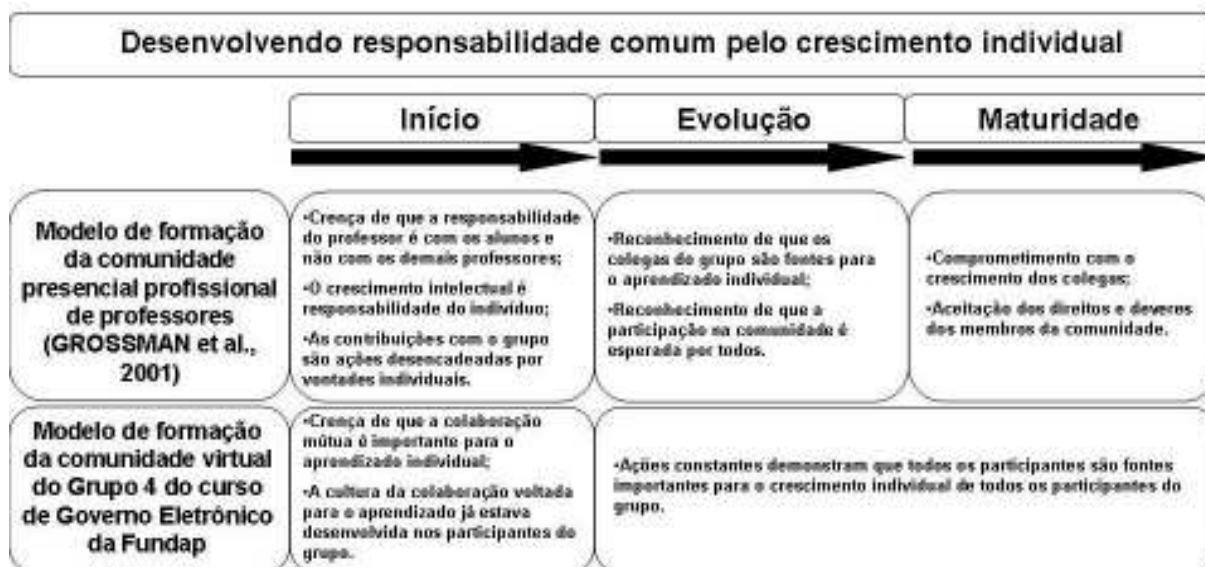 Desenvolvendo responsabilidade comum pelo crescimento individual
Início
Evolução
Maturidade
Modelo de formação
da comunidade
presencial profissional
de professores
(GROSSMAN et al.,
2001)
•Crença de que a responsabilidade
do professor é com os alunos e
não com os demais professores;
•O crescimento intelectual é
responsabilidade do indivíduo;
•As contribuições com o grupo
são ações desencadeadas por
vontades individuais.
•Reconhecimento de que os
colegas do grupo são fontes para
o aprendizado individual;
•Reconhecimento de que a
participação na comunidade é
esperada por todos.
•Comprometimento com o
crescimento dos colegas;
•Aceitação dos direitos e deveres
dos membros da comunidade.
Modelo de formação
da comunidade virtual
do Grupo 4 do curso
de Governo Eletrônico
da Fundap
•Crença de que a colaboração
mútua é importante para o
aprendizado individual;
•A cultura da colaboração voltada
para o aprendizado já estava
desenvolvida nos participantes do
grupo.
•Ações constantes demonstram que todos os participantes são fontes
importantes para o crescimento individual de todos os participantes do
grupo.